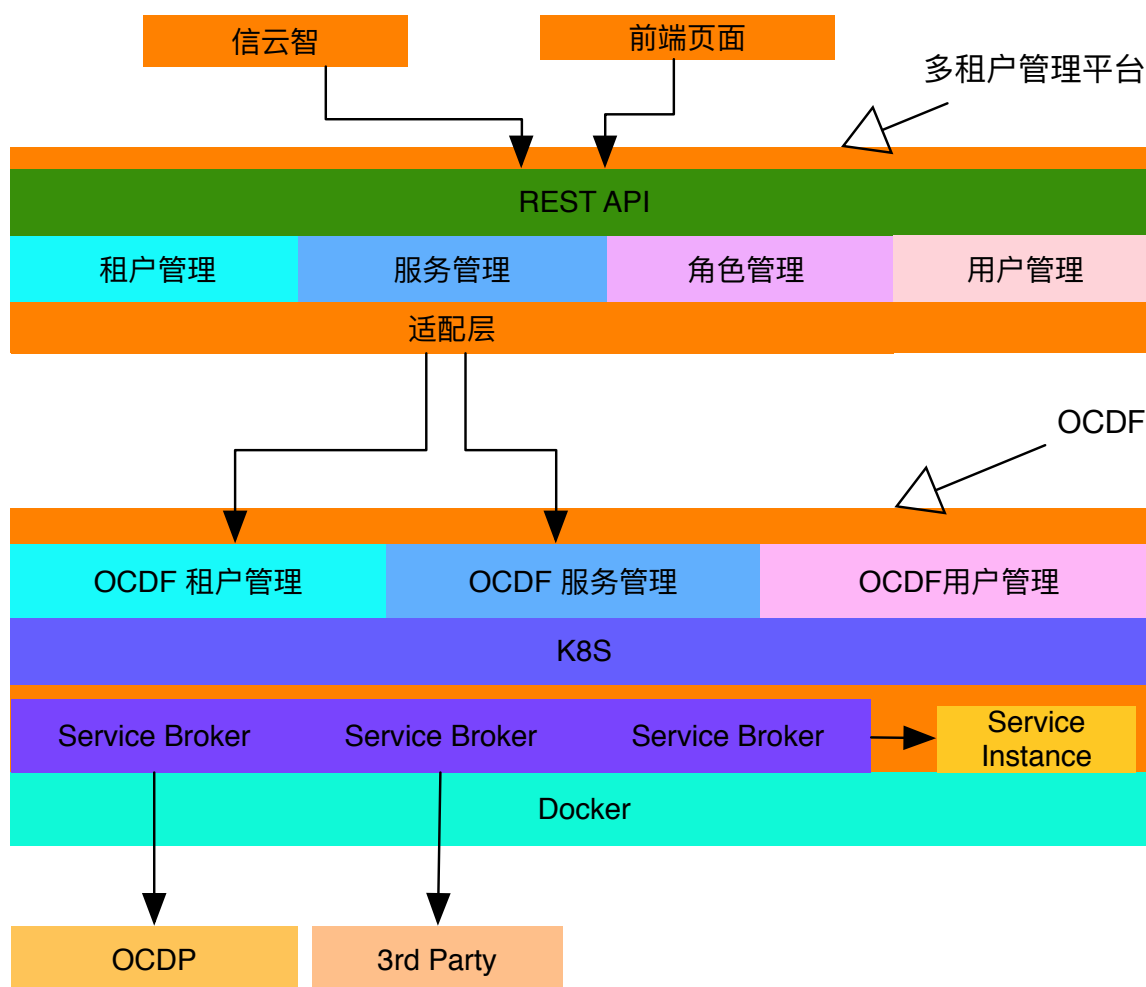 信云智
前端页面
多租户管理平台
REST API
租户管理
服务管理
角色管理
用户管理
适配层
OCDF
OCDF 租户管理
OCDF 服务管理
OCDF用户管理
K8S
Service Broker
Service Broker
Service Broker
Service
Instance
Docker
OCDP
3rd Party